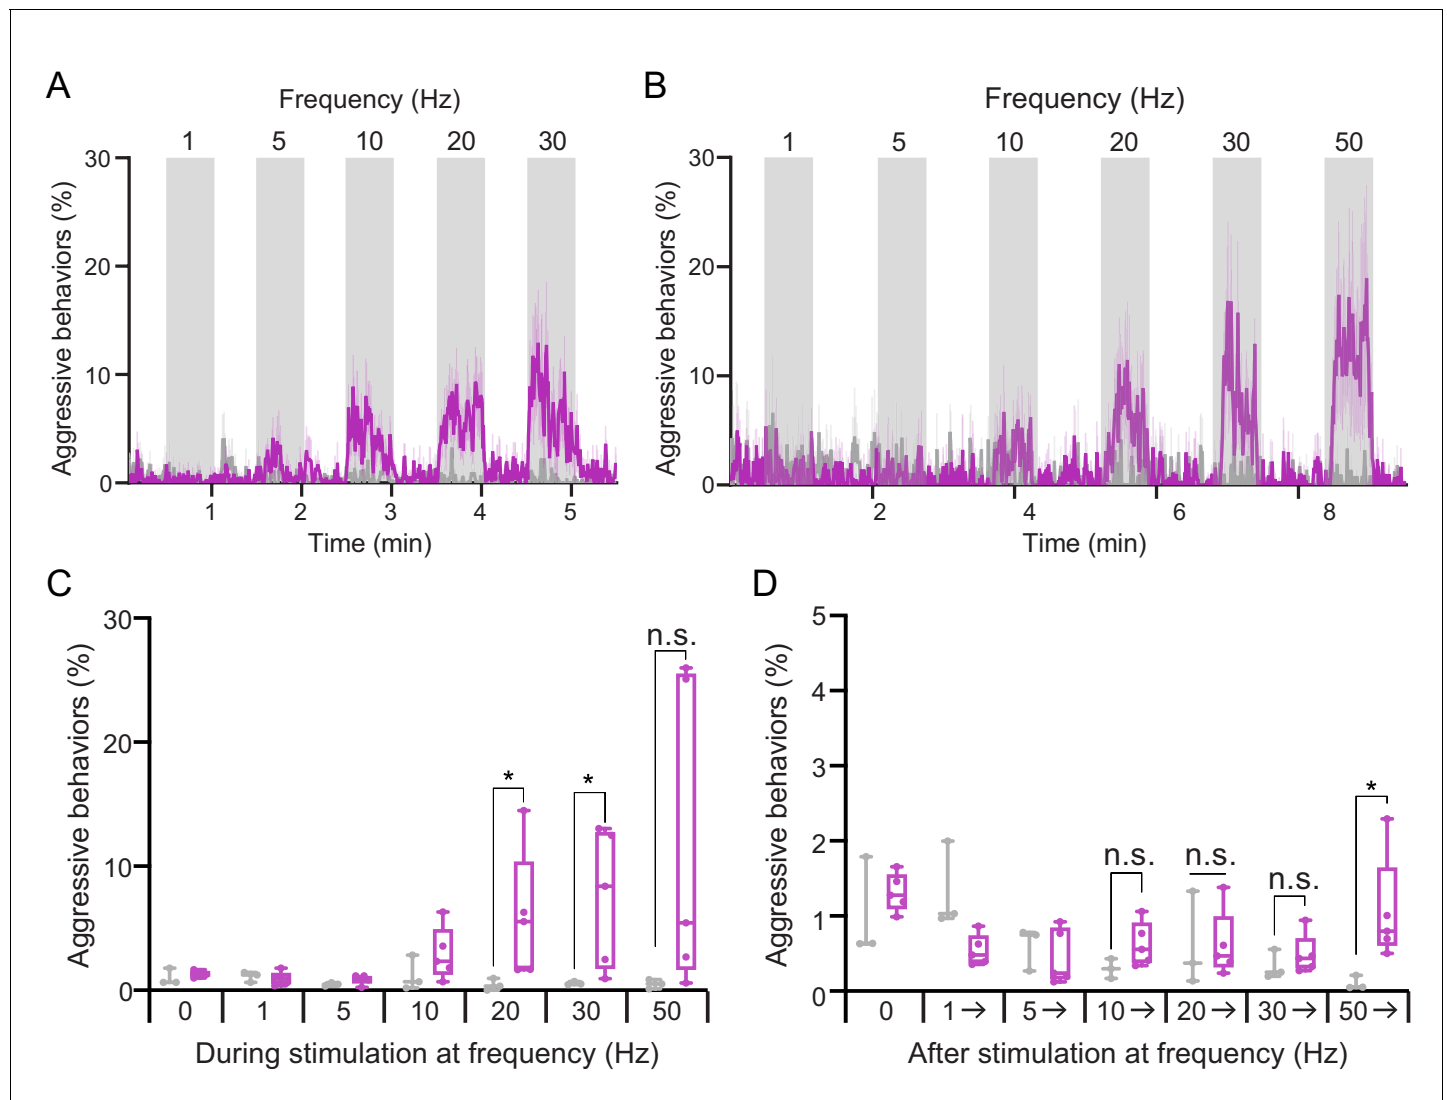 A
Frequency (Hz)
1 5 10 20 30
30
20
10
0
Aggressive behaviors (%)
1 2 3 4 5
Time (min)
B
Frequency (Hz)
1 5 10 20 30 50
30
20
10
0
Aggressive behaviors (%)
2 4 6 8
Time (min)
C
30
20
10
0
Aggressive behaviors (%)
* * n.s.
0 1 5 10 20 30 50
During stimulation at frequency (Hz)
D
5
4
3
2
1
0
Aggressive behaviors (%)
n.s. n.s. n.s. *
0 1 → 5 → 10 → 20 → 30 → 50 →
After stimulation at frequency (Hz)